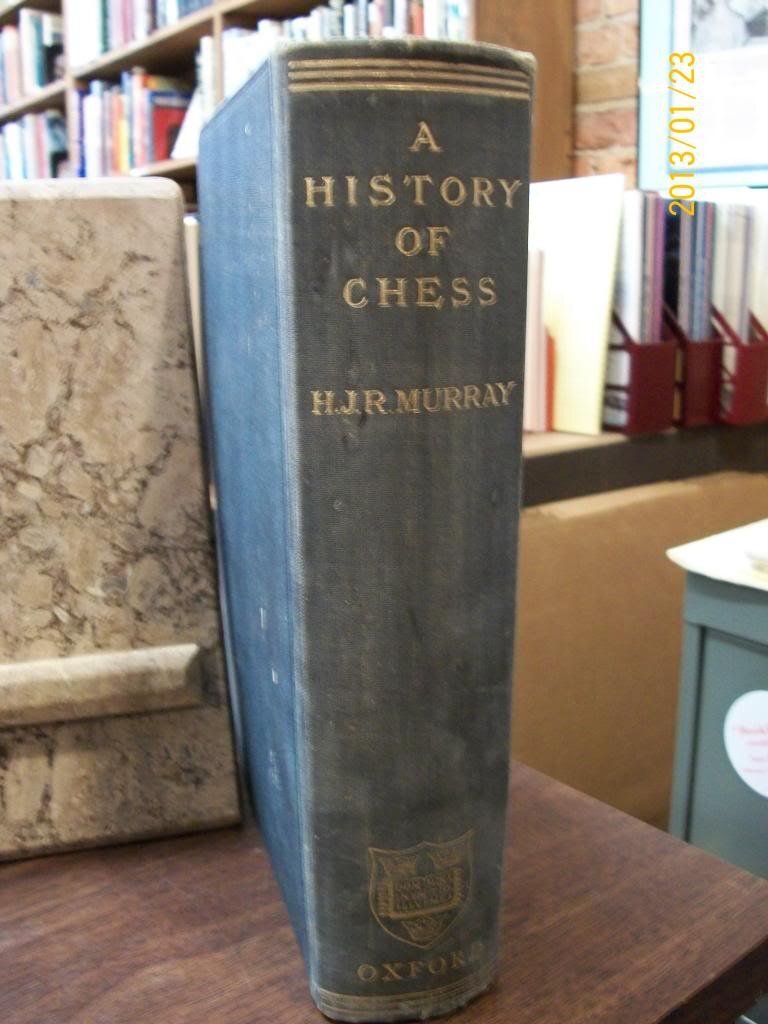 A
HISTORY
OF
CHESS
H.J.R. MURRAY
OXFORD
2013/01/23